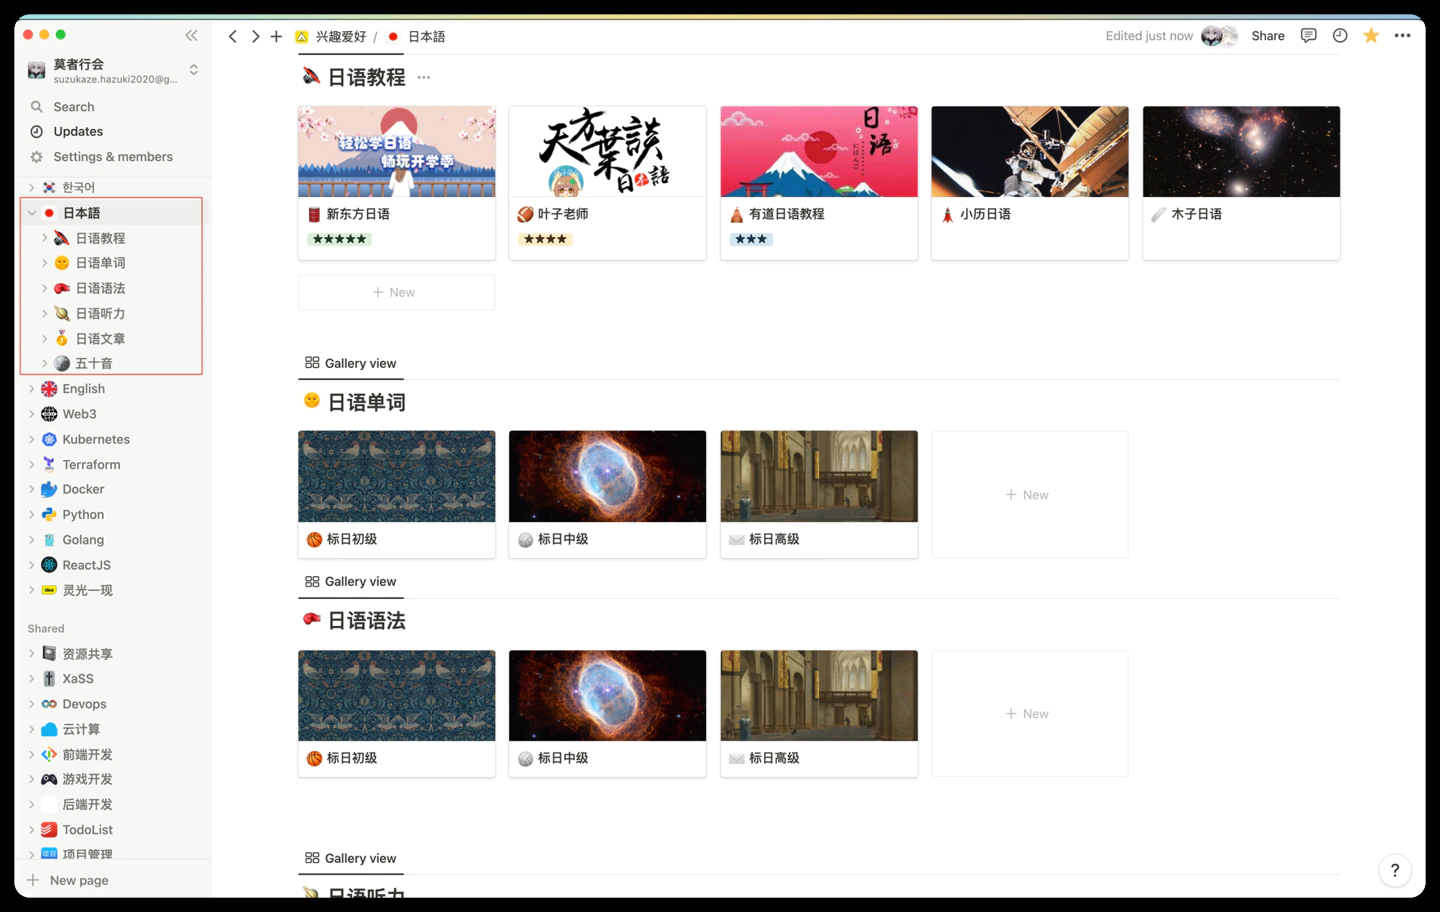 兴趣爱好 / 日本語
Edited just now
Share
莫者行会
suzukaze.hazuki2020@g...
Search
Updates
Settings & members
한국어
日本語
日语教程
日语单词
日语语法
日语听力
日语文章
五十音
English
Web3
Kubernetes
Terraform
Docker
Python
Golang
ReactJS
灵光一现
Shared
资源共享
XaSS
Devops
云计算
前端开发
游戏开发
后端开发
TodoList
项目管理
New page
日语教程
轻松学日语
畅玩开学季
新东方日语
★★★★★
天方葉談
日本語
叶子老师
★★★★
日语
にほんご
有道日语教程
★★★
小历日语
木子日语
New
Gallery view
日语单词
标日初级
标日中级
标日高级
New
Gallery view
日语语法
标日初级
标日中级
标日高级
New
Gallery view
日语听力
?